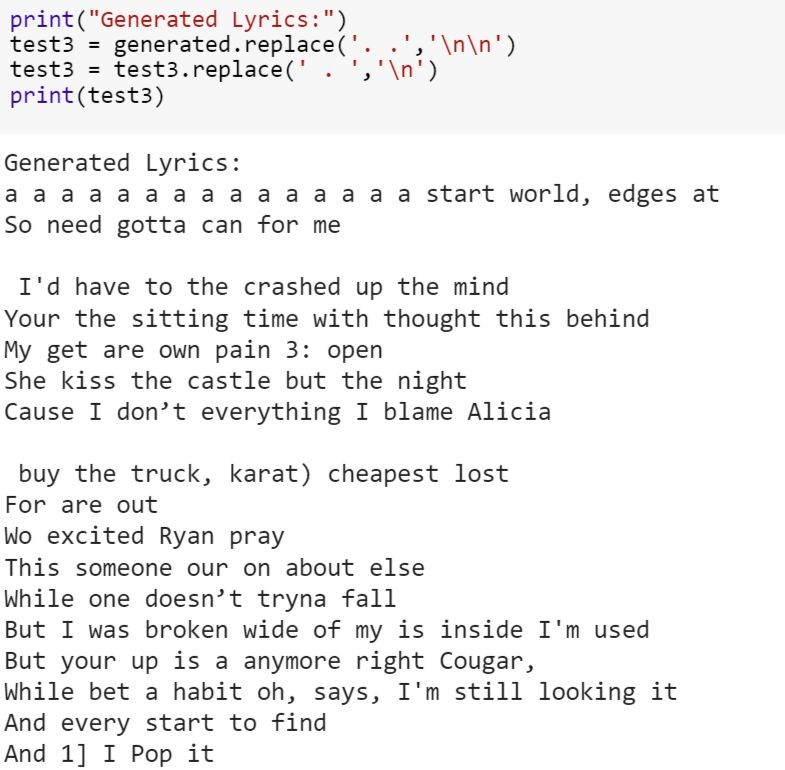 print("Generated Lyrics:")
test3 = generated.replace('. .','\n\n')
test3 = test3.replace(' . ','\n')
print(test3)
Generated Lyrics:
a a a a a a a a a a a a a a a start world, edges at
So need gotta can for me
I'd have to the crashed up the mind
Your the sitting time with thought this behind
My get are own pain 3: open
She kiss the castle but the night
Cause I don’t everything I blame Alicia
buy the truck, karat) cheapest lost
For are out
Wo excited Ryan pray
This someone our on about else
While one doesn’t tryna fall
But I was broken wide of my is inside I'm used
But your up is a anymore right Cougar,
While bet a habit oh, says, I'm still looking it
And every start to find
And 1] I Pop it